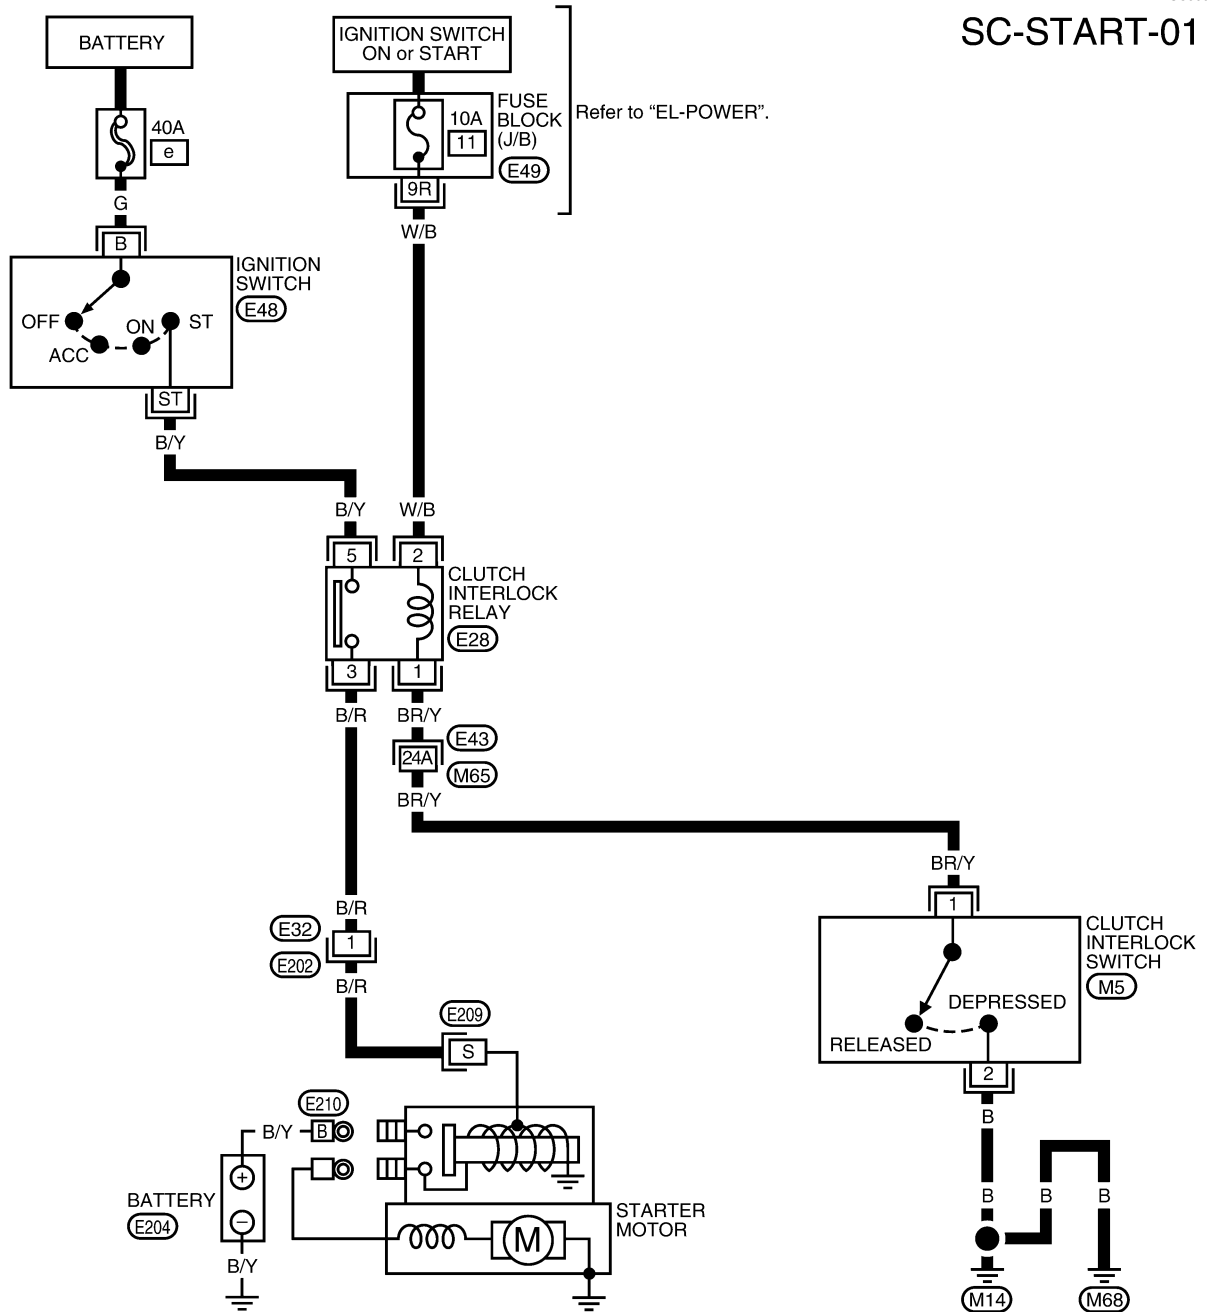 SC-START-01
BATTERY
IGNITION SWITCH
ON or START
40A
e
10A
11
FUSE
BLOCK
(J/B)
E49
Refer to “EL-POWER”.
9R
G
W/B
B
IGNITION
SWITCH
E48
OFF
ACC
ON
ST
ST
B/Y
B/Y
W/B
5
2
CLUTCH
INTERLOCK
RELAY
E28
3
1
B/R
BR/Y
E43
24A
M65
BR/Y
BR/Y
1
CLUTCH
INTERLOCK
SWITCH
M5
DEPRESSED
RELEASED
2
B
B
B
B
M14
M68
B/R
E32
1
E202
B/R
E209
S
E210
B/Y
B
+
−
BATTERY
E204
B/Y
M
STARTER
MOTOR